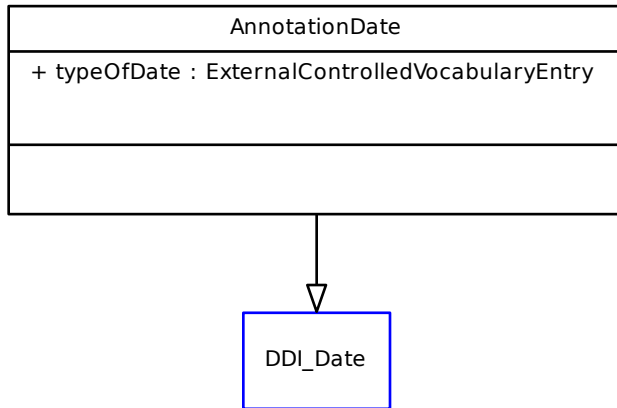 AnnotationDate
+ typeOfDate : ExternalControlledVocabularyEntry
DDI_Date